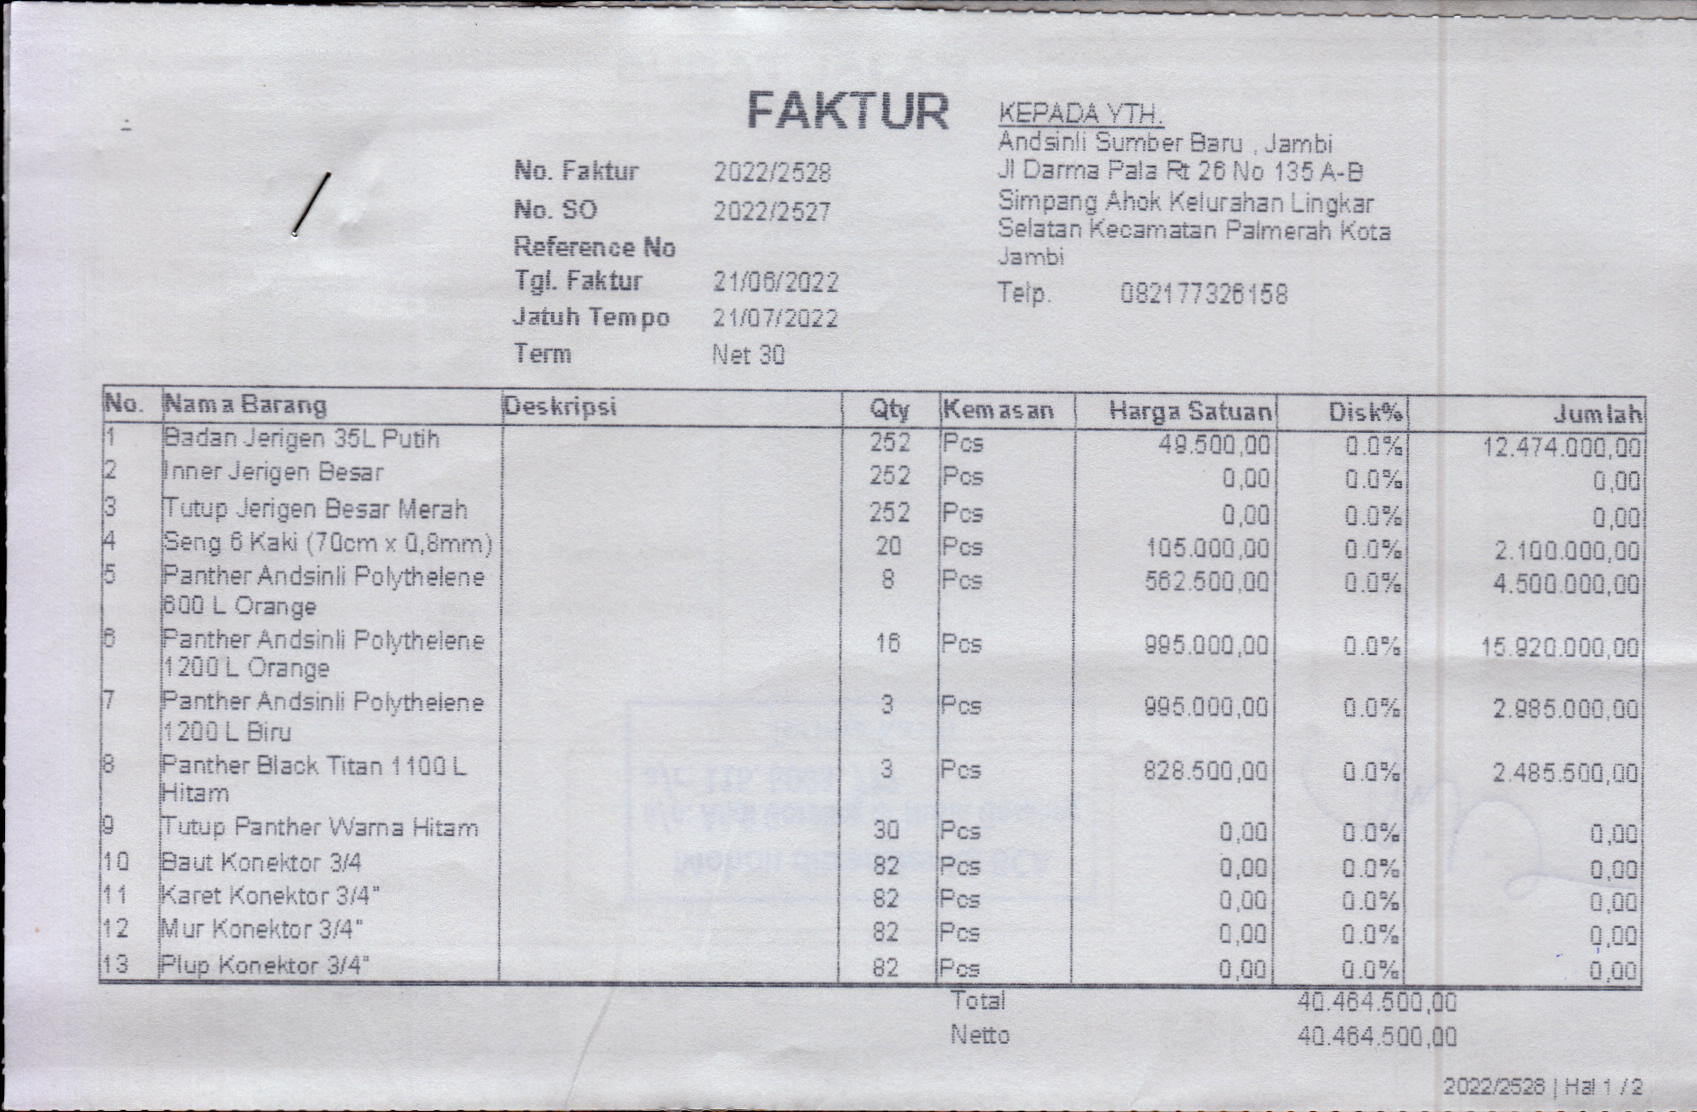 FAKTUR
No. Faktur 2022/2528
No. SO 2022/2527
Reference No
Tgl. Faktur 21/06/2022
Jatuh Tempo 21/07/2022
Term Net 30
KEPADA YTH.
Andsinli Sumber Baru , Jambi
Jl Darma Pala Rt 26 No 135 A-B
Simpang Ahok Kelurahan Lingkar
Selatan Kecamatan Palmerah Kota
Jambi
Telp. 082177326158
No. Nama Barang Deskripsi Qty Kemasan Harga Satuan Disk% Jumlah
1 Badan Jerigen 35L Putih 252 Pcs 49.500,00 0.0% 12.474.000,00
2 Inner Jerigen Besar 252 Pcs 0,00 0.0% 0,00
3 Tutup Jerigen Besar Merah 252 Pcs 0,00 0.0% 0,00
4 Seng 6 Kaki (70cm x 0,8mm) 20 Pcs 105.000,00 0.0% 2.100.000,00
5 Panther Andsinli Polythelene 8 Pcs 562.500,00 0.0% 4.500.000,00
600 L Orange
6 Panther Andsinli Polythelene 16 Pcs 995.000,00 0.0% 15.920.000,00
1200 L Orange
7 Panther Andsinli Polythelene 3 Pcs 995.000,00 0.0% 2.985.000,00
1200 L Biru
8 Panther Black Titan 1100 L 3 Pcs 828.500,00 0.0% 2.485.500,00
Hitam
9 Tutup Panther Warna Hitam 30 Pcs 0,00 0.0% 0,00
10 Baut Konektor 3/4 82 Pcs 0,00 0.0% 0,00
11 Karet Konektor 3/4" 82 Pcs 0,00 0.0% 0,00
12 Mur Konektor 3/4" 82 Pcs 0,00 0.0% 0,00
13 Plup Konektor 3/4" 82 Pcs 0,00 0.0% 0,00
Total 40.464.500,00
Netto 40.464.500,00
2022/2528 | Hal 1 / 2